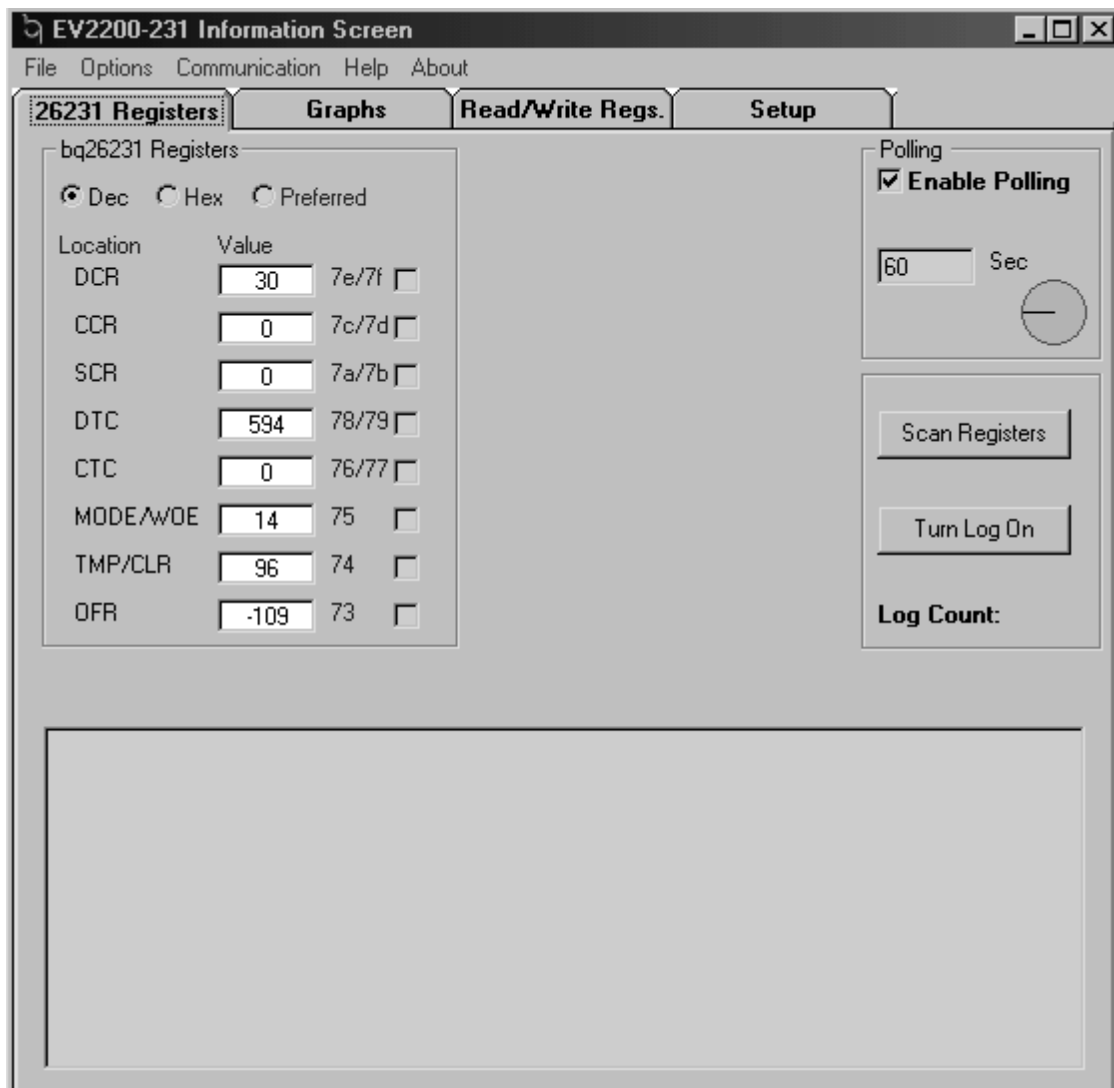 EV2200-231 Information Screen
File Options Communication Help About
26231 Registers Graphs Read/Write Regs. Setup
bq26231 Registers
Dec Hex Preferred
Location Value
DCR 30 7e/7f
CCR 0 7c/7d
SCR 0 7a/7b
DTC 594 78/79
CTC 0 76/77
MODE/WOE 14 75
TMP/CLR 96 74
OFR -109 73
Polling
Enable Polling
60 Sec
Scan Registers
Turn Log On
Log Count: